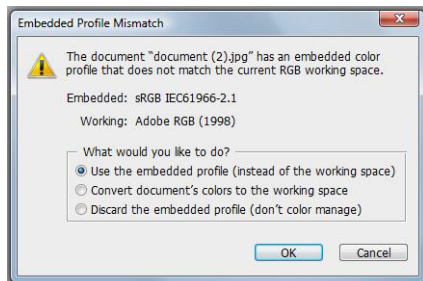 Embedded Profile Mismatch
The document "document (2).jpg" has an embedded color
profile that does not match the current RGB working space.
Embedded: sRGB IEC61966-2.1
Working: Adobe RGB (1998)
What would you like to do?
Use the embedded profile (instead of the working space)
Convert document's colors to the working space
Discard the embedded profile (don't color manage)
OK Cancel